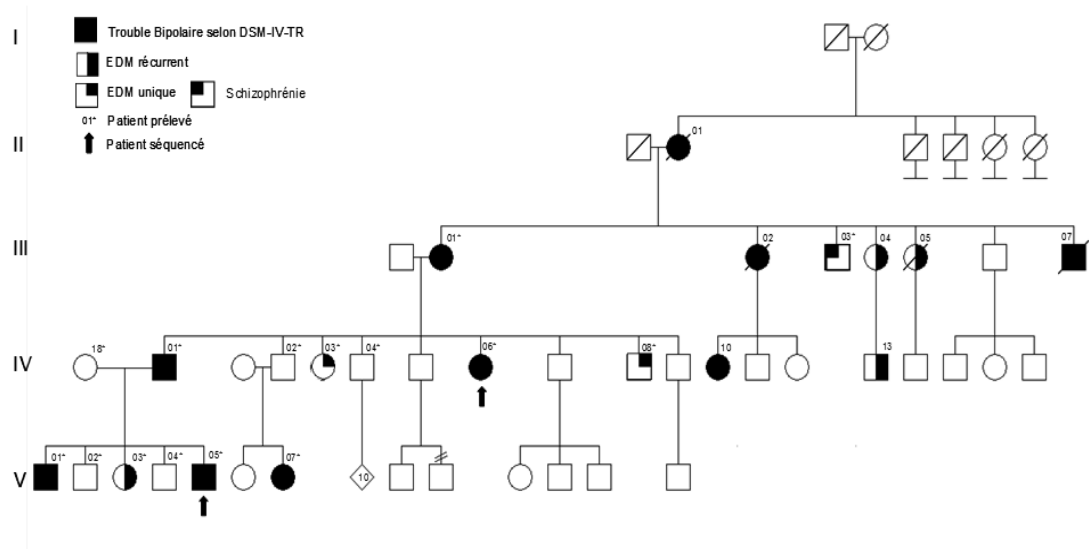 I
Trouble Bipolaire selon DSM-IV-TR
EDM récurrent
EDM unique Schizophrénie
01* Patient prélevé
Patient séquencé
II
01
III
01* 02 03* 04 05 07
IV
18* 01* 02* 03* 04* 06* 08* 10 13
V
01* 02* 03* 04* 05* 07* 10